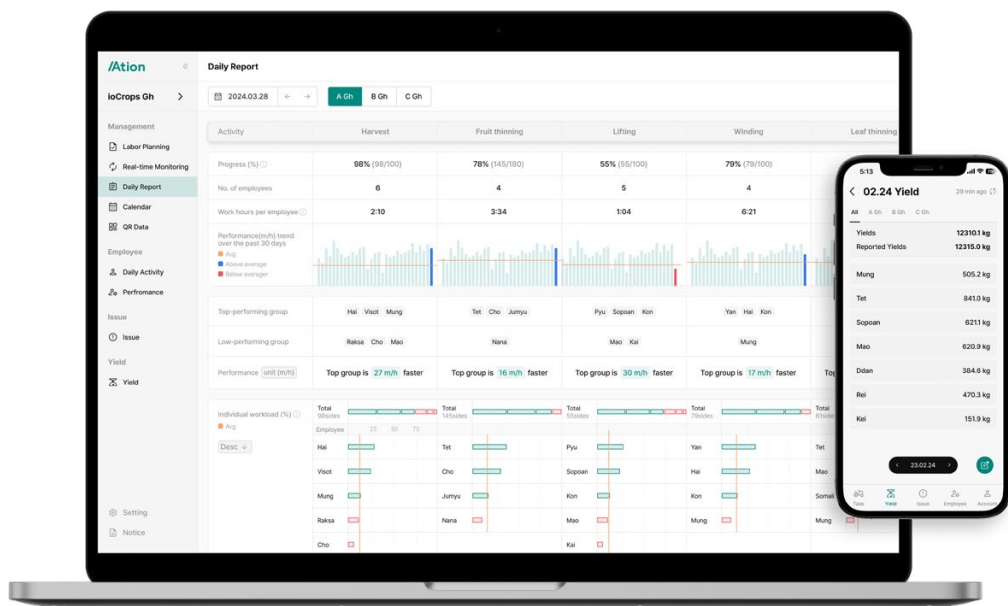 /Ation «
ioCrops Gh >
Management
Labor Planning
Real-time Monitoring
Daily Report
Calendar
QR Data
Employee
Daily Activity
Perfromance
Issue
Issue
Yield
Yield
Setting
Notice
Daily Report
2024.03.28 ← → A Gh B Gh C Gh
Activity Harvest Fruit thinning Lifting Winding Leaf thinning
Progress (%) 98% (98/100) 78% (145/180) 55% (55/100) 79% (79/100)
No. of employees 6 4 5 4
Work hours per employee 2:10 3:34 1:04 6:21
Performance(m/h) trend
over the past 30 days
Avg
Above average
Below averager
Top-performing group Hai Visot Mung Tet Cho Jumyu Pyu Sopoan Kon Yan Hai Kon
Low-performing group Raksa Cho Mao Nana Mao Kai Mung
Performance unit (m/h) Top group is 27 m/h faster Top group is 16 m/h faster Top group is 30 m/h faster Top group is 17 m/h faster
Individual workload (%) Total Total Total Total Total
98sides 145sides 55sides 79sides 61sides
Avg
Employee 25 50 75
Desc ↓ Hai Tet Pyu Yan Tet
Visot Cho Sopoan Hai Mao
Mung Jumyu Kon Kon
Raksa Nana Mao Mung Mung
Cho Kai
5:13
< 02.24 Yield 29 min ago
All A Gh B Gh C Gh
Yields 12310.1 kg
Reported Yields 12315.0 kg
Mung 505.2 kg
Tet 841.0 kg
Sopoan 621.1 kg
Mao 620.9 kg
Ddan 384.6 kg
Rei 470.3 kg
Kei 151.9 kg
< 23.02.24 >
Task Yield Issue Employee Account